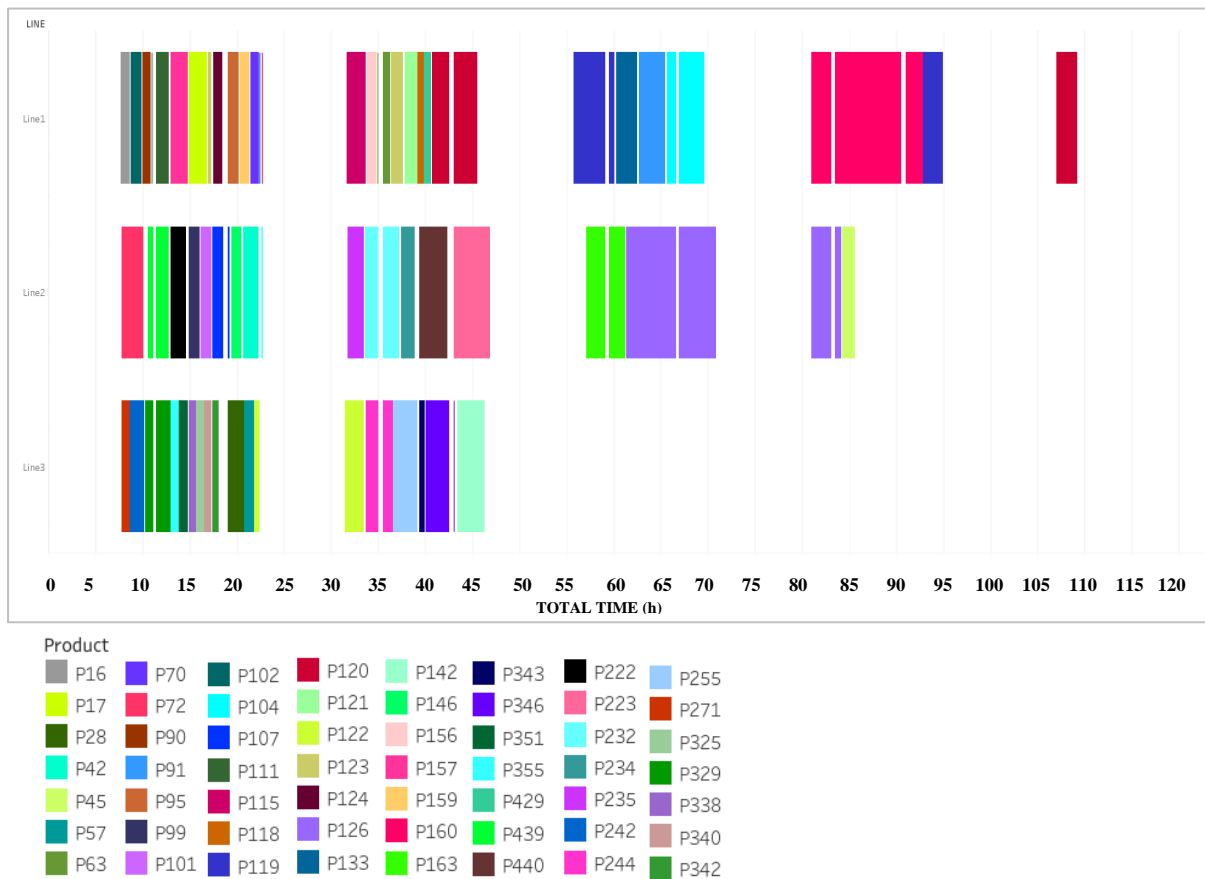 LINE
Line1
Line2
Line3
0 5 10 15 20 25 30 35 40 45 50 55 60 65 70 75 80 85 90 95 100 105 110 115 120
TOTAL TIME (h)
Product
P16 P70 P102 P120 P142 P343 P222 P255
P17 P72 P104 P121 P146 P346 P223 P271
P28 P90 P107 P122 P156 P351 P232 P325
P42 P91 P111 P123 P157 P355 P234 P329
P45 P95 P115 P124 P159 P429 P235 P338
P57 P99 P118 P126 P160 P439 P242 P340
P63 P101 P119 P133 P163 P440 P244 P342